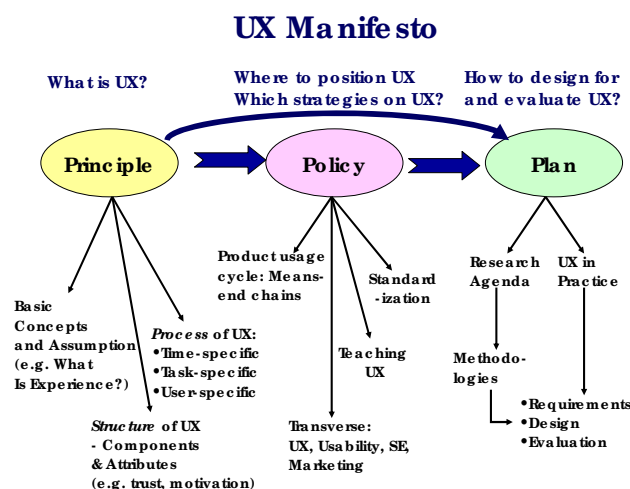 UX Manifesto
What is UX?
Where to position UX
Which strategies on UX?
How to design for
and evaluate UX?
Principle
Policy
Plan
Basic
Concepts
and Assumption
(e.g. What
Is Experience?)
Process of UX:
•Time-specific
•Task-specific
•User-specific
Structure of UX
- Components
& Attributes
(e.g. trust, motivation)
Product usage
cycle: Means-
end chains
Standard
-ization
Teaching
UX
Transverse:
UX, Usability, SE,
Marketing
Research
Agenda
UX in
Practice
Methodo-
logies
•Requirements
•Design
•Evaluation